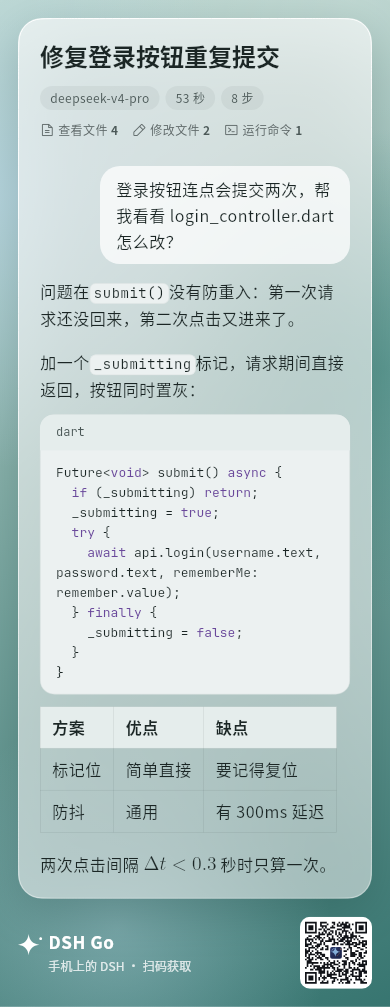 修复登录按钮重复提交
deepseek-v4-pro 53 秒 8 步
查看文件 4 修改文件 2 运行命令 1
登录按钮连点会提交两次，帮
我看看 login_controller.dart
怎么改？
问题在 submit() 没有防重入：第一次请
求还没回来，第二次点击又进来了。
加一个 _submitting 标记，请求期间直接
返回，按钮同时置灰：
dart
Future<void> submit() async {
  if (_submitting) return;
  _submitting = true;
  try {
    await api.login(username.text,
password.text, rememberMe:
remember.value);
  } finally {
    _submitting = false;
  }
}
方案 优点 缺点
标记位 简单直接 要记得复位
防抖 通用 有 300ms 延迟
两次点击间隔 Δt < 0.3 秒时只算一次。
DSH Go
手机上的 DSH · 扫码获取